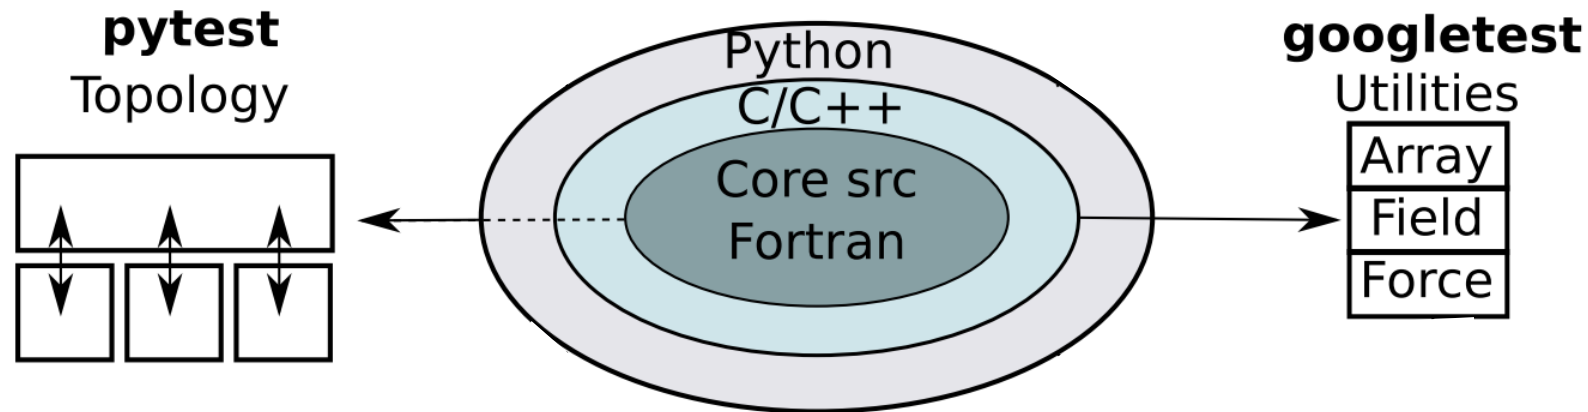 pytest
Topology
Python
C/C++
Core src
Fortran
googletest
Utilities
Array
Field
Force